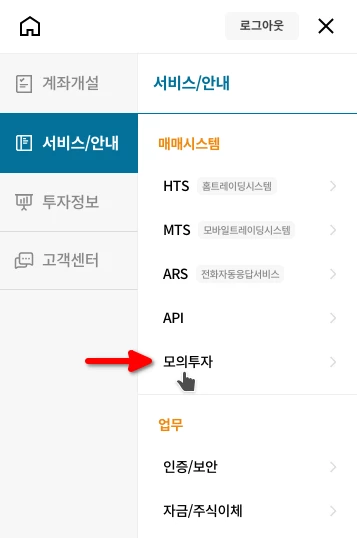 로그아웃
계좌개설
서비스/안내
투자정보
고객센터
서비스/안내
매매시스템
HTS 홈트레이딩시스템
MTS 모바일트레이딩시스템
ARS 전화자동응답서비스
API
모의투자
업무
인증/보안
자금/주식이체